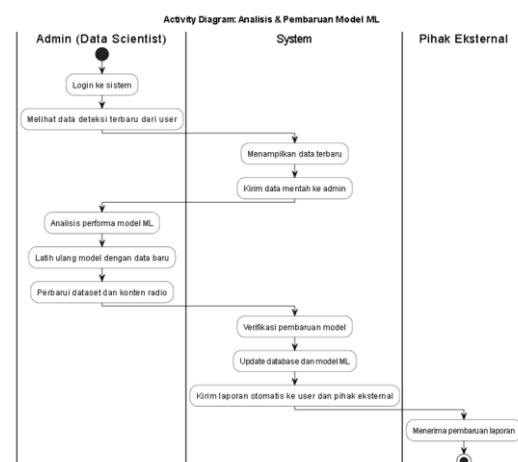 Activity Diagram: Analisis & Pembaruan Model ML
Admin (Data Scientist)
System
Pihak Eksternal
Login ke sistem
Melihat data deteksi terbaru dari user
Menampilkan data terbaru
Kirim data mentah ke admin
Analisis performa model ML
Latih ulang model dengan data baru
Perbarui dataset dan konten radio
Verifikasi pembaruan model
Update database dan model ML
Kirim laporan otomatis ke user dan pihak eksternal
Menerima pembaruan laporan